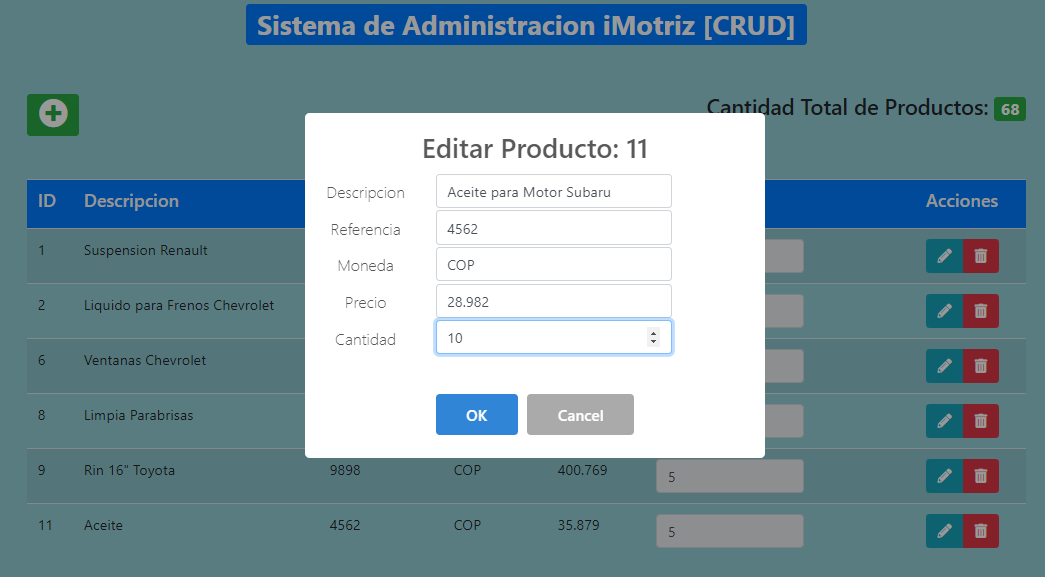 Sistema de Administracion iMotriz [CRUD]
Cantidad Total de Productos: 68
Editar Producto: 11
Descripcion Aceite para Motor Subaru
Referencia 4562
Moneda COP
Precio 28.982
Cantidad 10
OK Cancel
ID Descripcion Acciones
1 Suspension Renault
2 Liquido para Frenos Chevrolet
6 Ventanas Chevrolet
8 Limpia Parabrisas
9 Rin 16" Toyota 9898 COP 400.769 5
11 Aceite 4562 COP 35.879 5